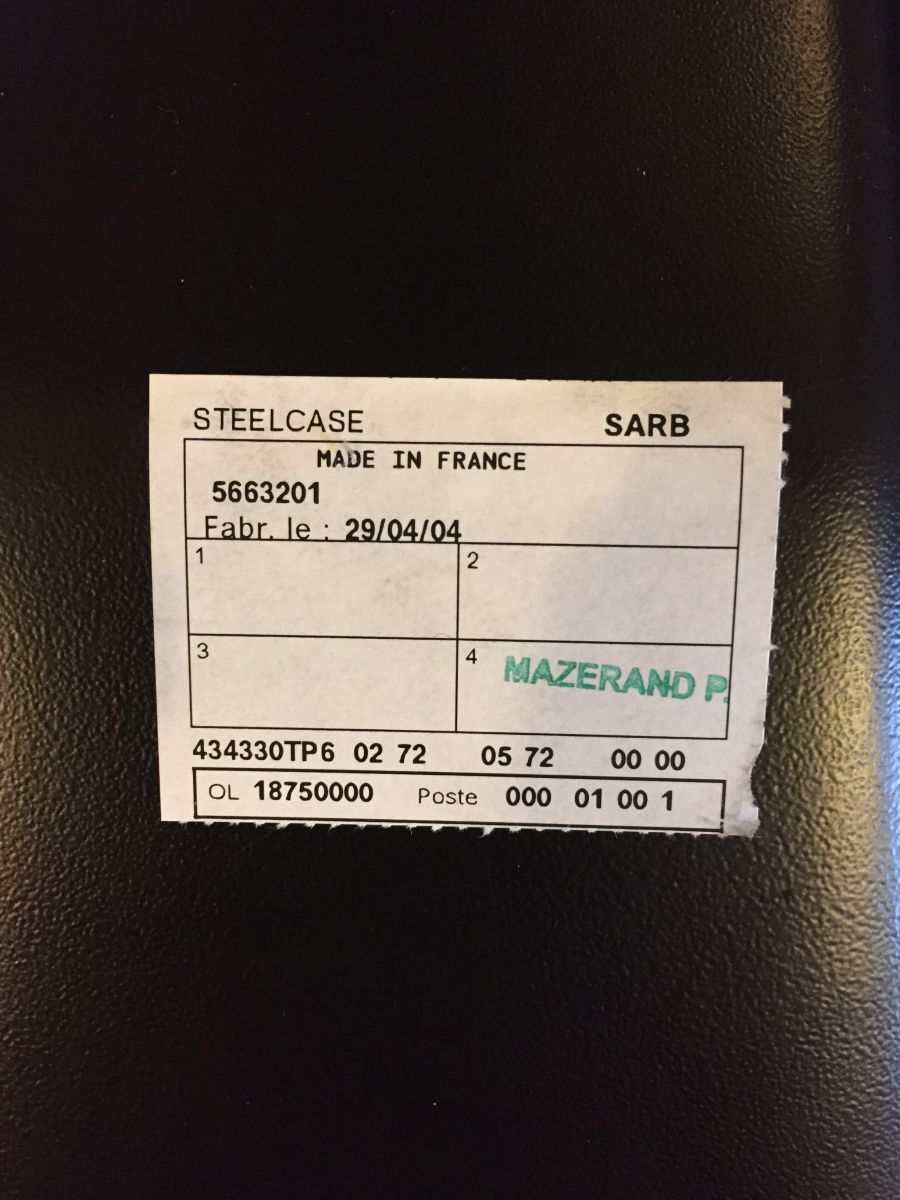 STEELCASE SARB
MADE IN FRANCE
5663201
Fabr. le : 29/04/04
1 2
3 4 MAZERAND P.
434330TP6 02 72 05 72 00 00
OL 18750000 Poste 000 01 00 1